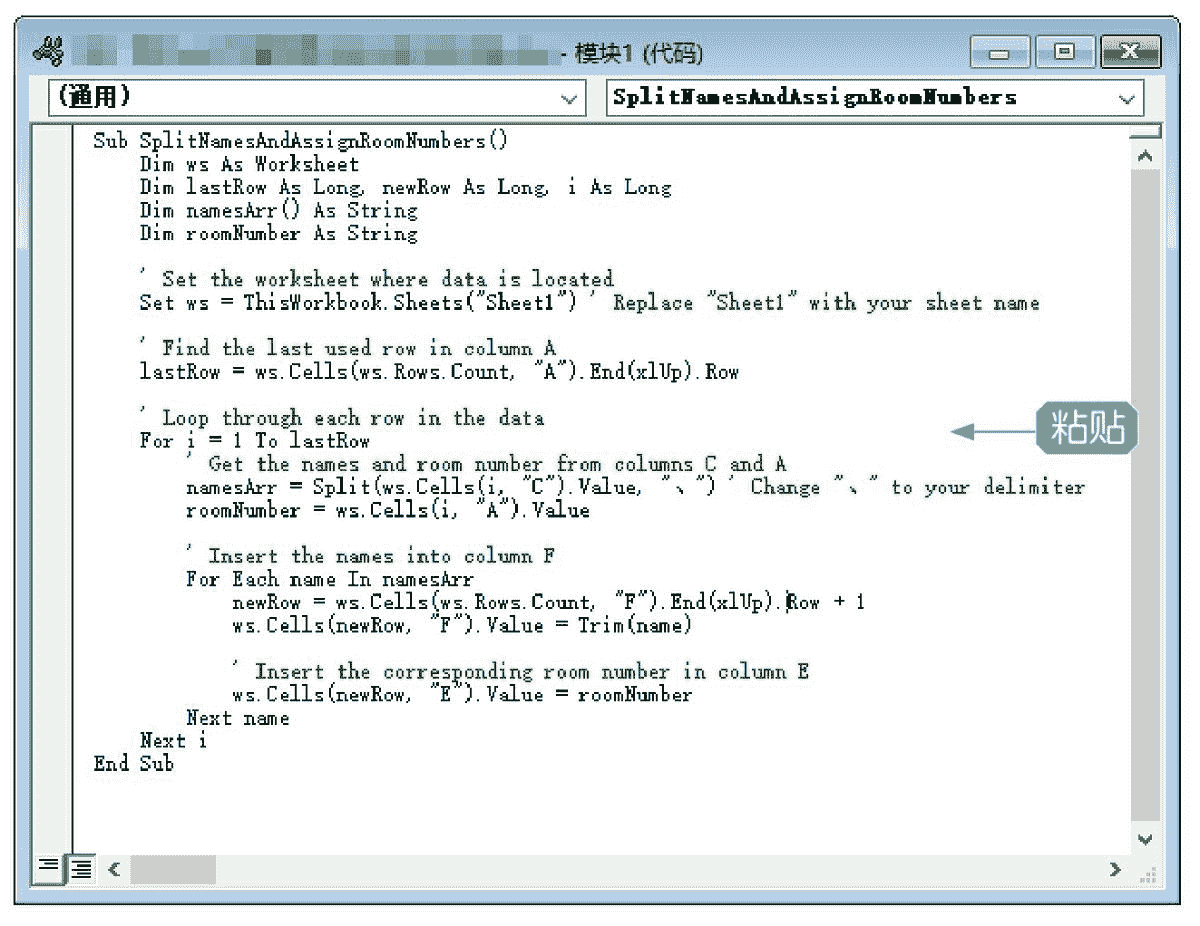 - 模块1 (代码)
(通用)
SplitNamesAndAssignRoomNumbers
Sub SplitNamesAndAssignRoomNumbers()
Dim ws As Worksheet
Dim lastRow As Long, newRow As Long, i As Long
Dim namesArr() As String
Dim roomNumber As String
' Set the worksheet where data is located
Set ws = ThisWorkbook.Sheets("Sheet1") ' Replace "Sheet1" with your sheet name
' Find the last used row in column A
lastRow = ws.Cells(ws.Rows.Count, "A").End(xlUp).Row
' Loop through each row in the data
For i = 1 To lastRow
' Get the names and room number from columns C and A
namesArr = Split(ws.Cells(i, "C").Value, "、") ' Change "、" to your delimiter
roomNumber = ws.Cells(i, "A").Value
' Insert the names into column F
For Each name In namesArr
newRow = ws.Cells(ws.Rows.Count, "F").End(xlUp).Row + 1
ws.Cells(newRow, "F").Value = Trim(name)
' Insert the corresponding room number in column E
ws.Cells(newRow, "E").Value = roomNumber
Next name
Next i
End Sub
粘贴